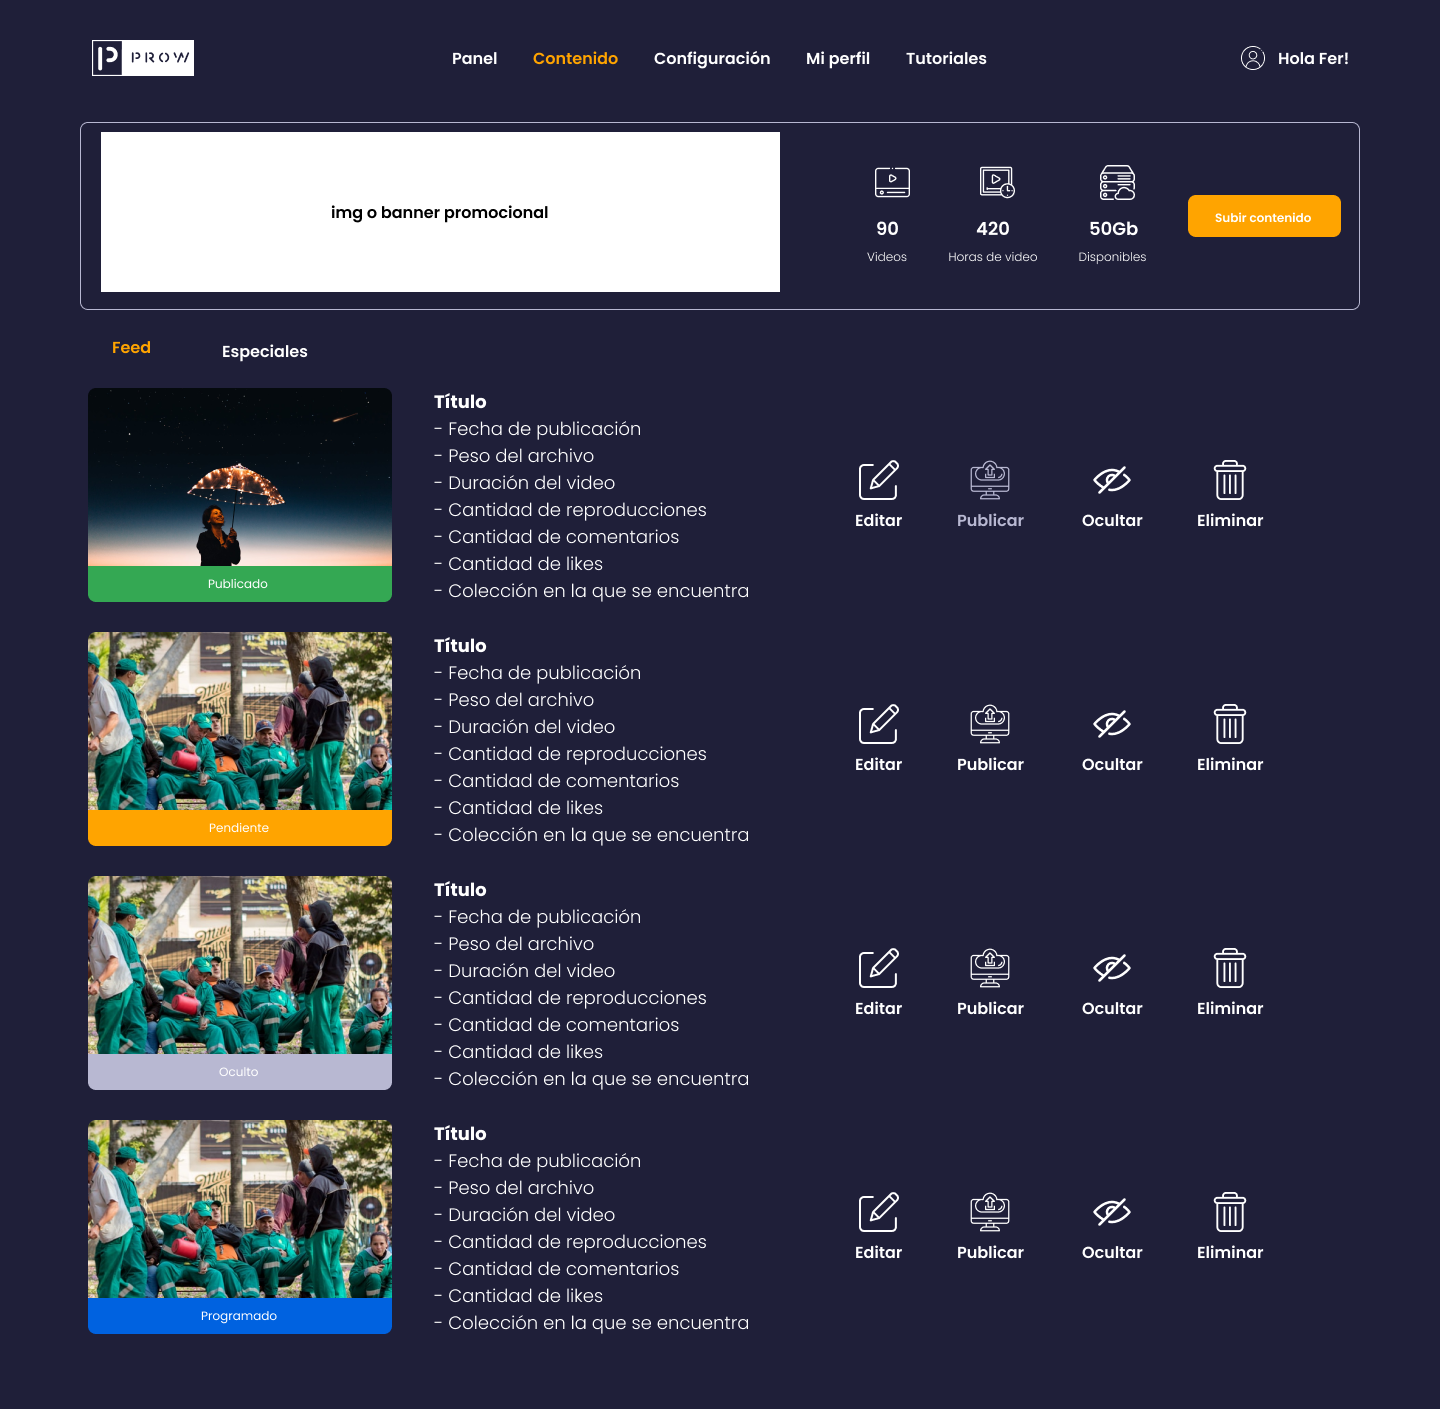 P PROW
Panel
Contenido
Configuración
Mi perfil
Tutoriales
Hola Fer!
img o banner promocional
90
Videos
420
Horas de video
50Gb
Disponibles
Subir contenido
Feed
Especiales
Publicado
Título
- Fecha de publicación
- Peso del archivo
- Duración del video
- Cantidad de reproducciones
- Cantidad de comentarios
- Cantidad de likes
- Colección en la que se encuentra
Editar
Publicar
Ocultar
Eliminar
Pendiente
Título
- Fecha de publicación
- Peso del archivo
- Duración del video
- Cantidad de reproducciones
- Cantidad de comentarios
- Cantidad de likes
- Colección en la que se encuentra
Editar
Publicar
Ocultar
Eliminar
Oculto
Título
- Fecha de publicación
- Peso del archivo
- Duración del video
- Cantidad de reproducciones
- Cantidad de comentarios
- Cantidad de likes
- Colección en la que se encuentra
Editar
Publicar
Ocultar
Eliminar
Programado
Título
- Fecha de publicación
- Peso del archivo
- Duración del video
- Cantidad de reproducciones
- Cantidad de comentarios
- Cantidad de likes
- Colección en la que se encuentra
Editar
Publicar
Ocultar
Eliminar